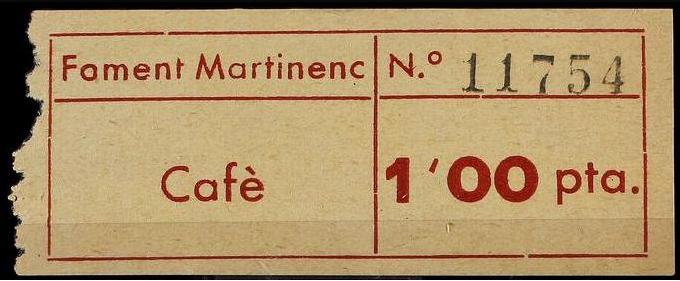 Foment Martinenc
N.º 11754
Cafè
1'00 pta.